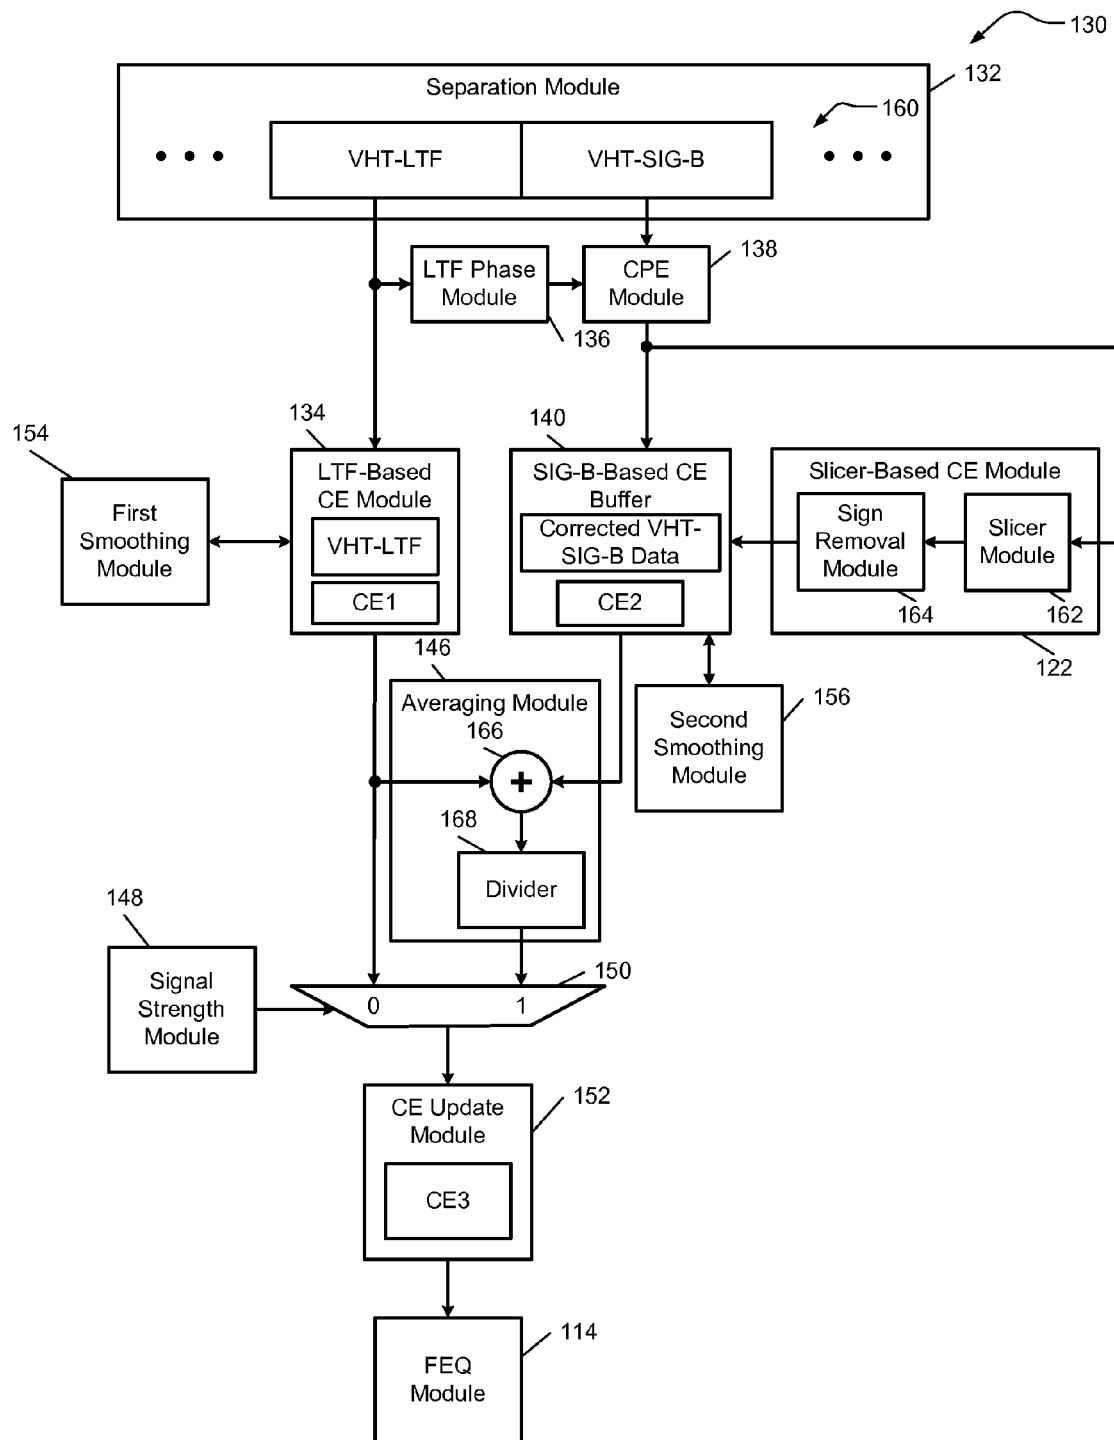 130
132
Separation Module
160
VHT-LTF
VHT-SIG-B
138
LTF Phase
Module
CPE
Module
136
154
134
140
LTF-Based
CE Module
SIG-B-Based CE
Buffer
Slicer-Based CE Module
First
Smoothing
Module
VHT-LTF
Corrected VHT-
SIG-B Data
Sign
Removal
Module
Slicer
Module
CE1
CE2
164
162
146
122
Averaging Module
156
166
Second
Smoothing
Module
+
168
Divider
148
150
Signal
Strength
Module
0
1
CE Update
Module
152
CE3
114
FEQ
Module